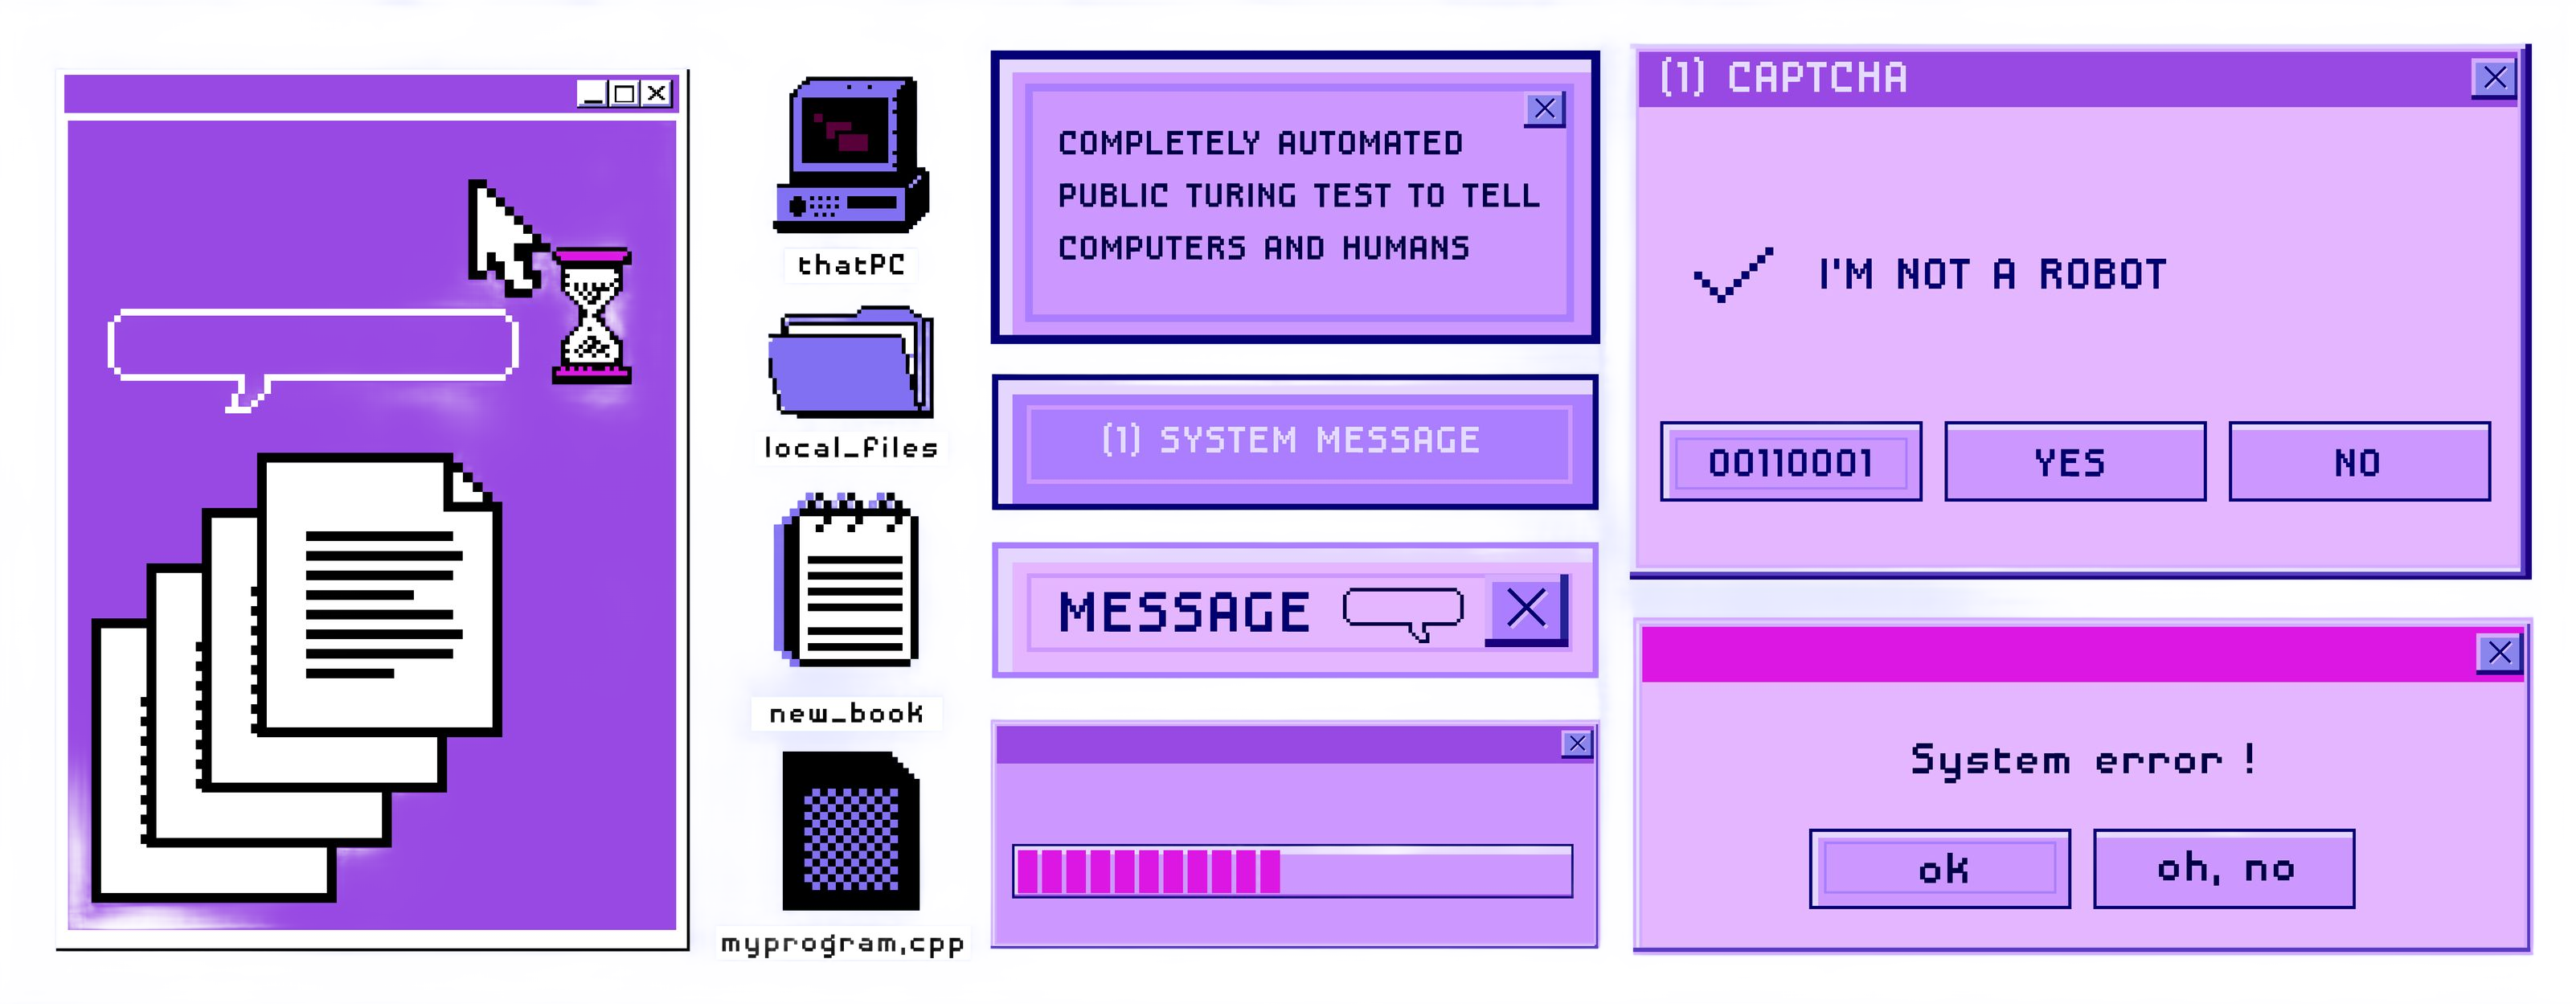 thatPC
local_files
new_book
myprogram.cpp
COMPLETELY AUTOMATED
PUBLIC TURING TEST TO TELL
COMPUTERS AND HUMANS
(1) SYSTEM MESSAGE
MESSAGE
(1) CAPTCHA
I'M NOT A ROBOT
00110001
YES
NO
System error !
ok
oh, no